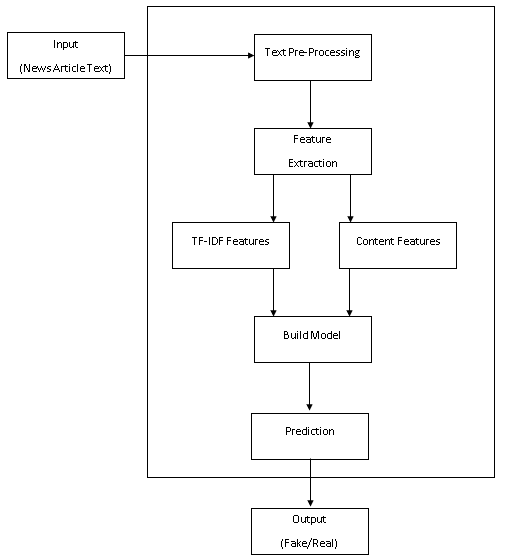 Input
(News Article Text)
Text Pre-Processing
Feature
Extraction
TF-IDF Features
Content Features
Build Model
Prediction
Output
(Fake/Real)